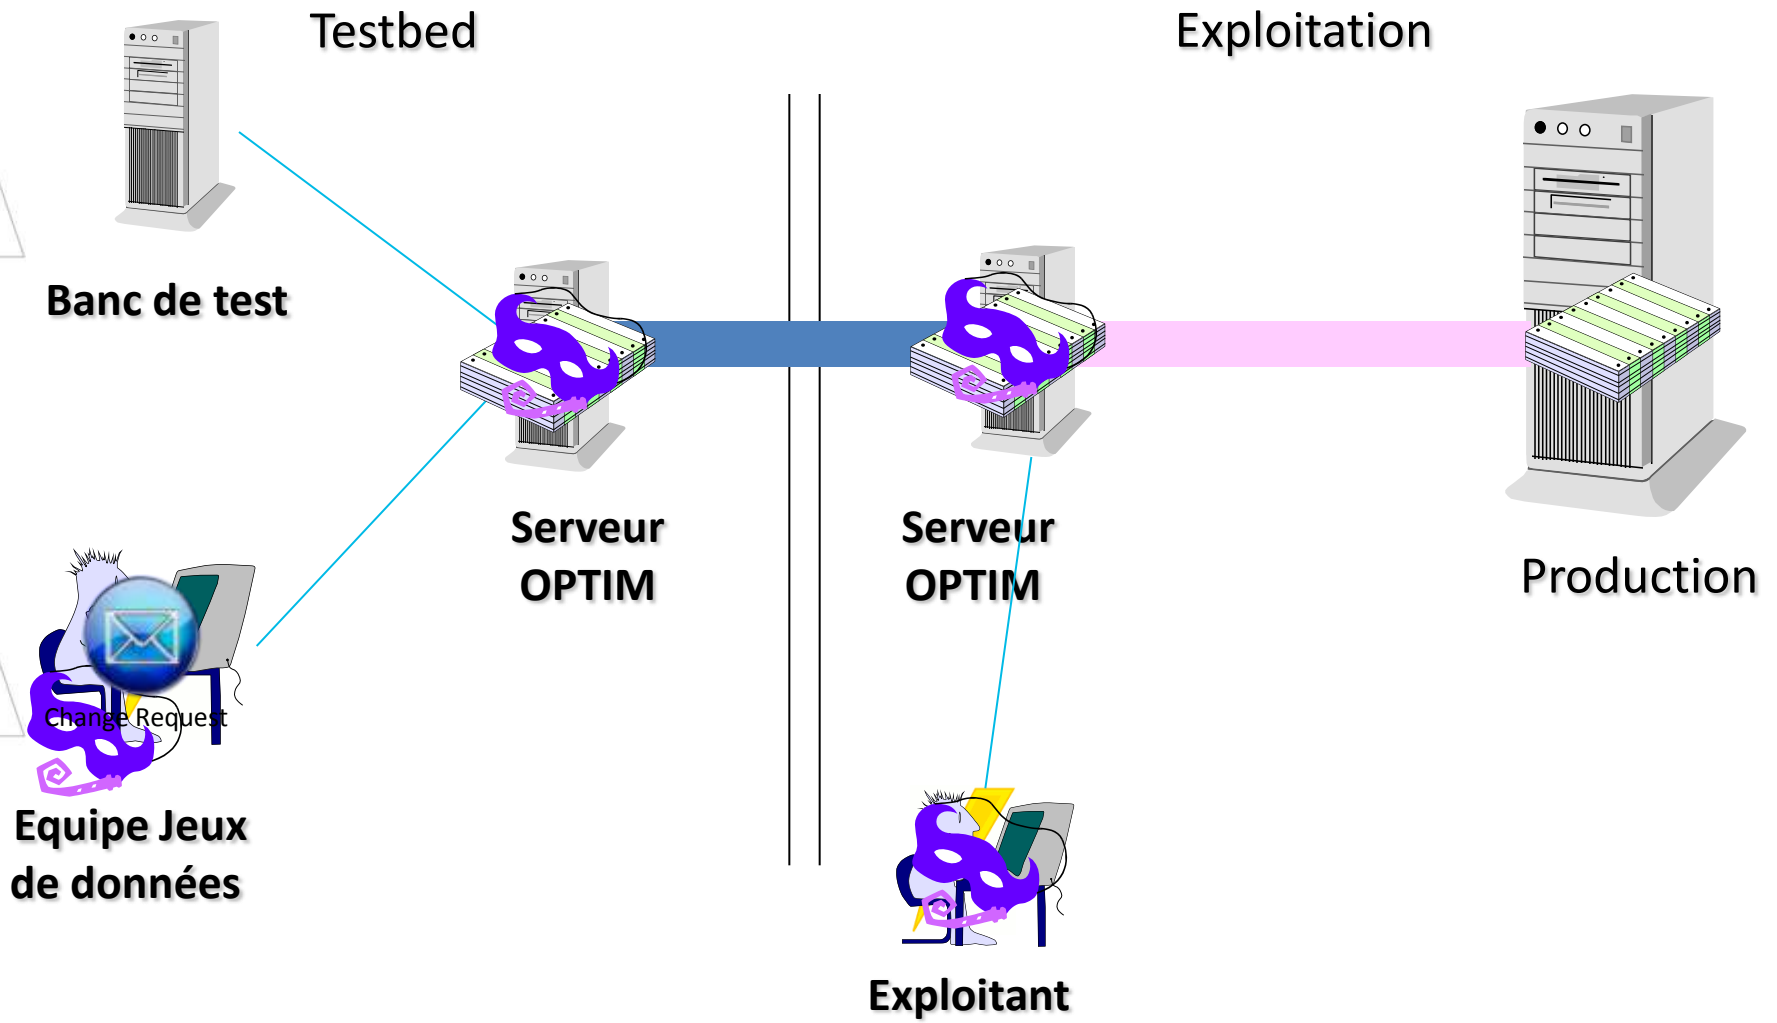 Testbed
Exploitation
Banc de test
Serveur
OPTIM
Serveur
OPTIM
Production
Change Request
Equipe Jeux
de données
Exploitant